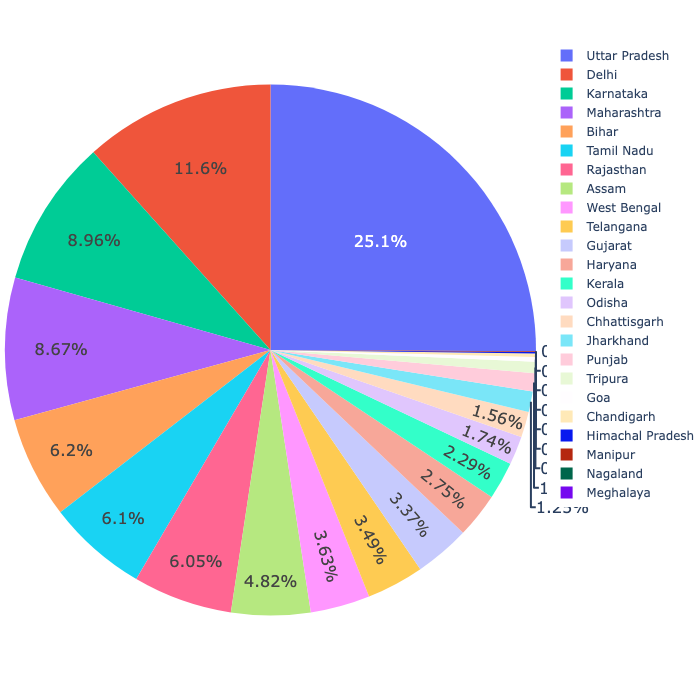 Uttar Pradesh
Delhi
Karnataka
Maharashtra
Bihar
Tamil Nadu
Rajasthan
Assam
West Bengal
Telangana
Gujarat
Haryana
Kerala
Odisha
Chhattisgarh
Jharkhand
Punjab
Tripura
Goa
Chandigarh
Himachal Pradesh
Manipur
Nagaland
Meghalaya
25.1%
11.6%
8.96%
8.67%
6.2%
6.1%
6.05%
4.82%
3.63%
3.49%
3.37%
2.75%
2.29%
1.74%
1.56%
1.25%